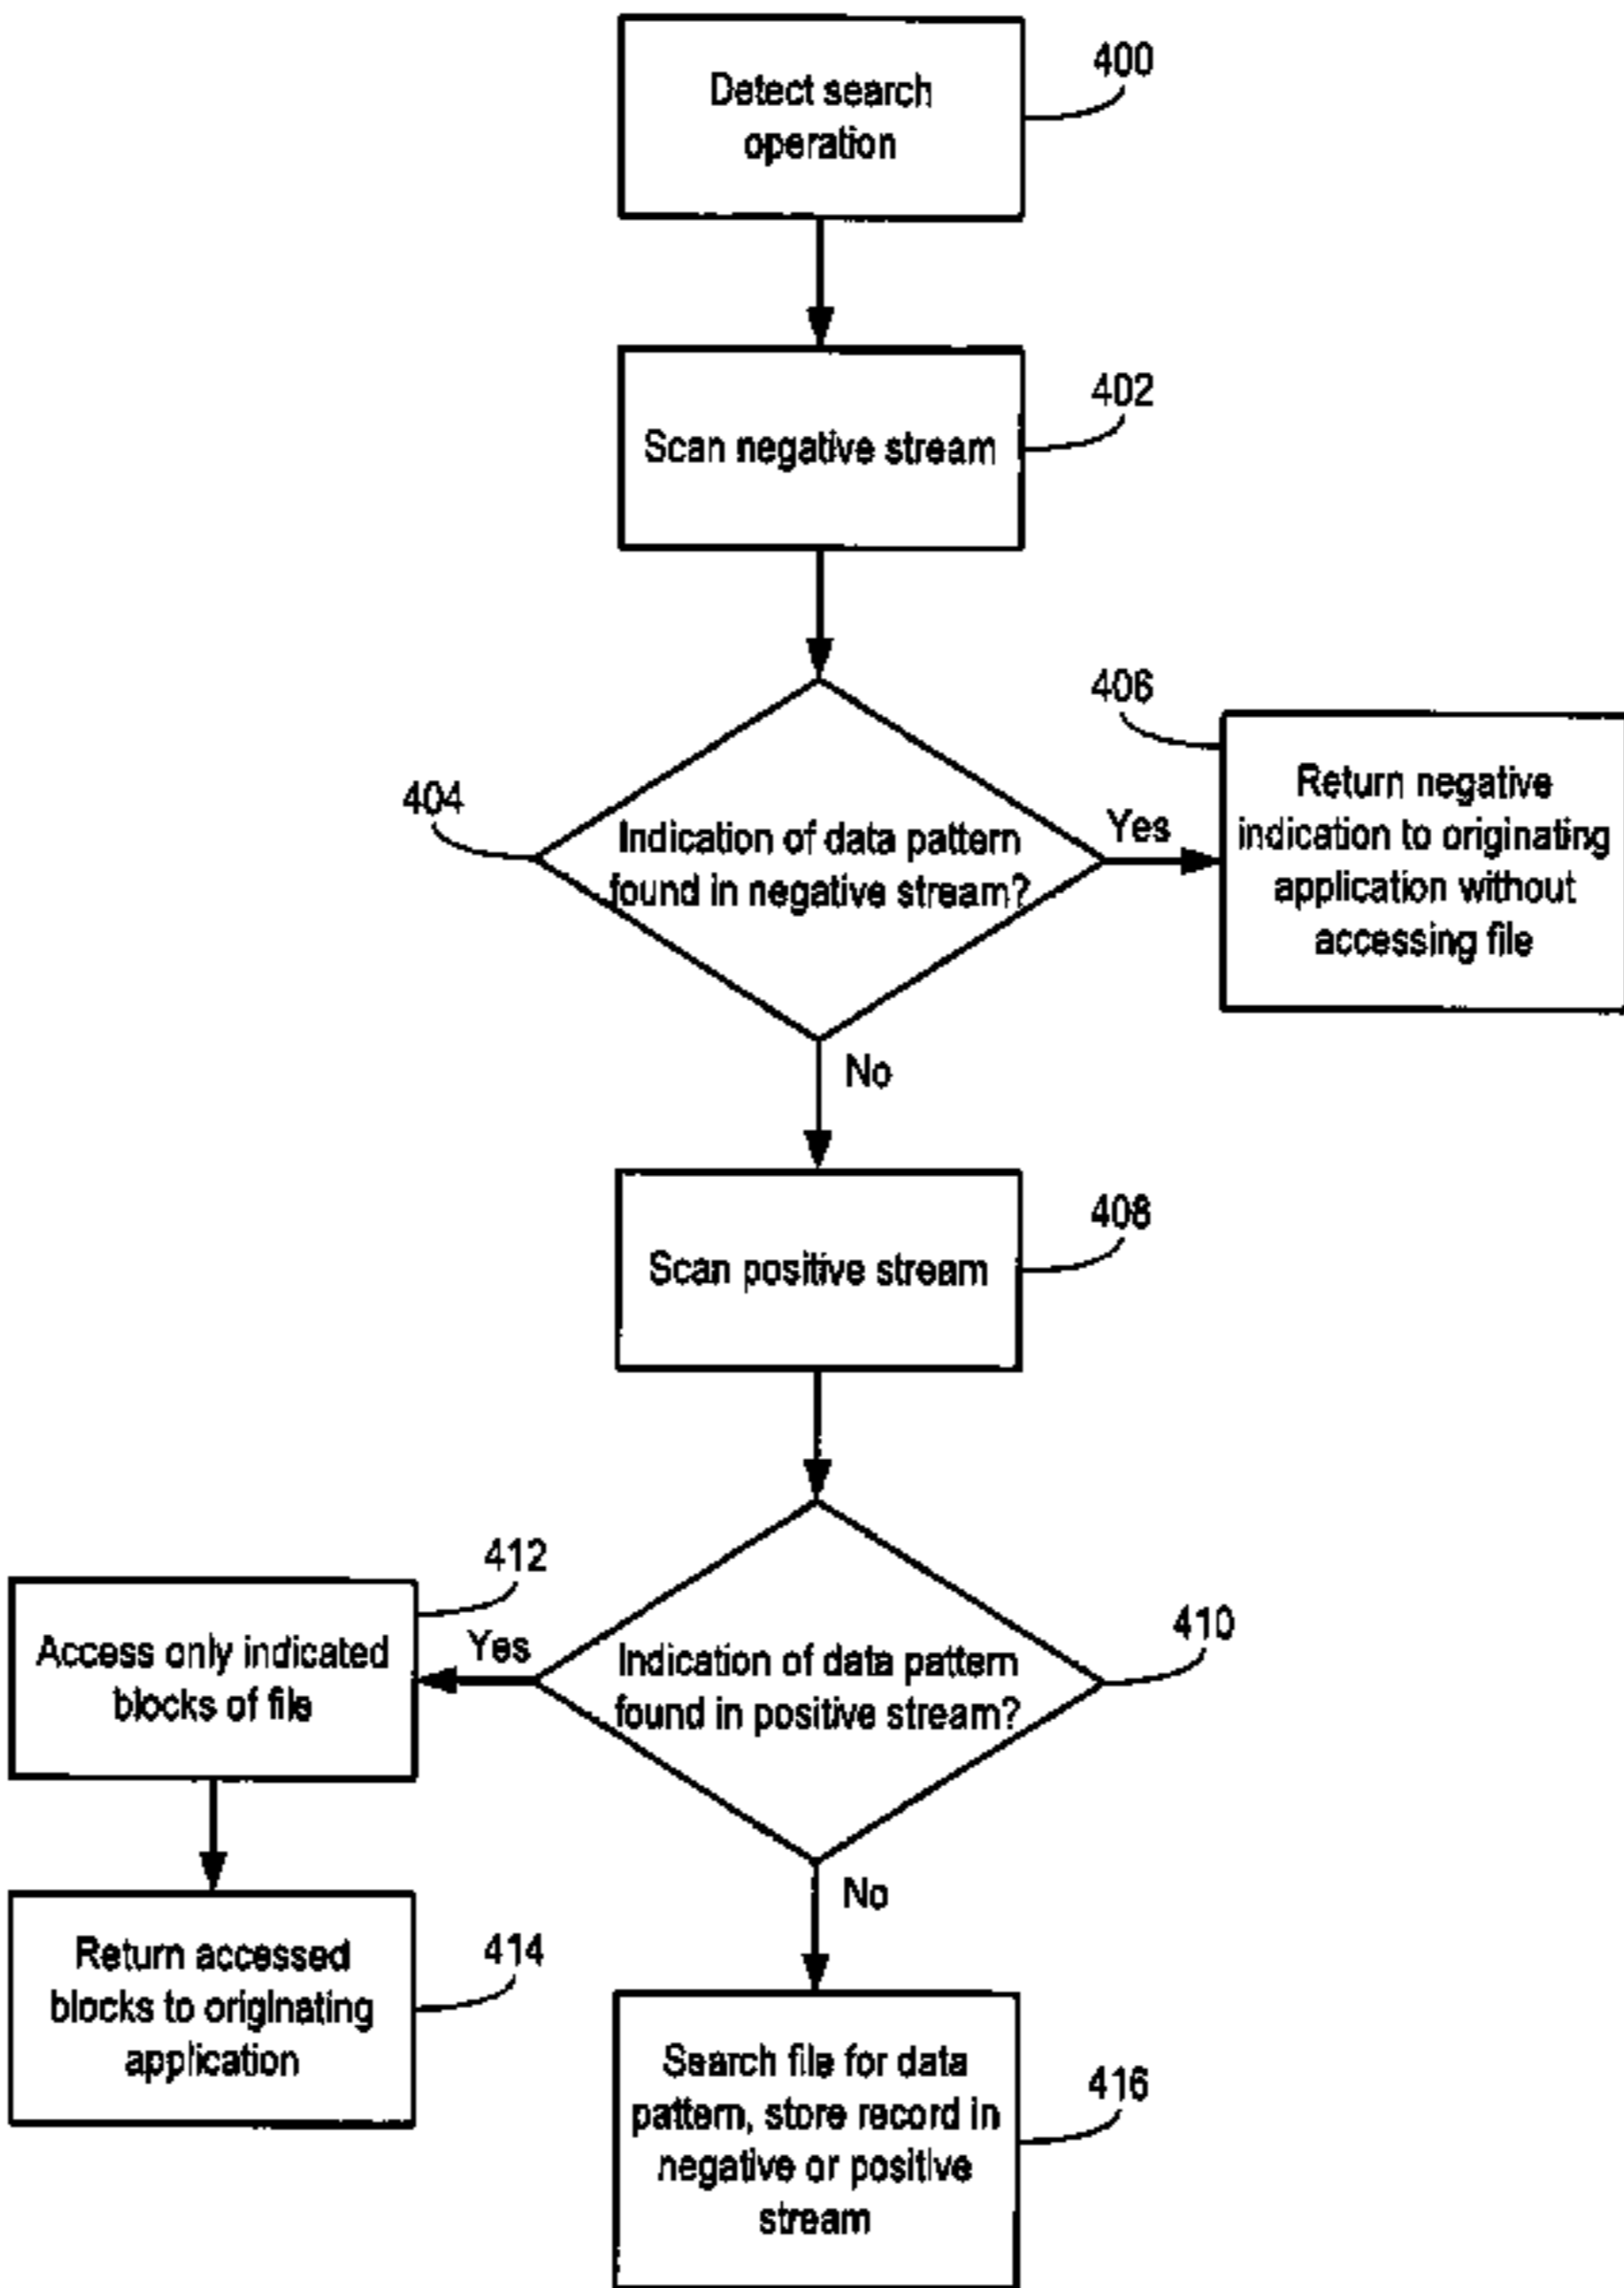 Detect search
operation
400
Scan negative stream
402
404
Indication of data pattern
found in negative stream?
Yes
406
Return negative
indication to originating
application without
accessing file
No
Scan positive stream
408
412
Access only indicated
blocks of file
Yes
Indication of data pattern
found in positive stream?
410
No
Return accessed
blocks to originating
application
414
Search file for data
pattern, store record in
negative or positive
stream
416